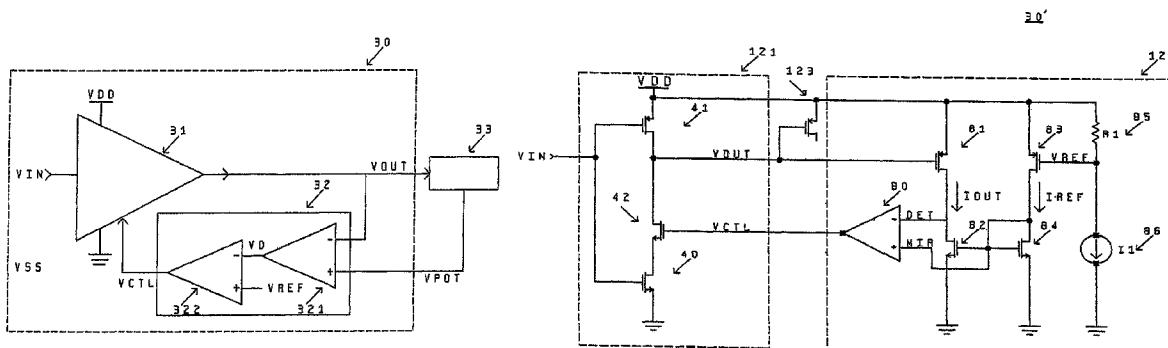 30'
30
VDD
31
VIN
VOUT
33
32
VD
VSS
VCTL
VREF
322
321
VPOT
121
123
12
VDD
41
VIN
VOUT
42
VCTL
40
81
83
R1
85
VREF
IOUT
IREF
80
DET
MIR
82
84
I1
86